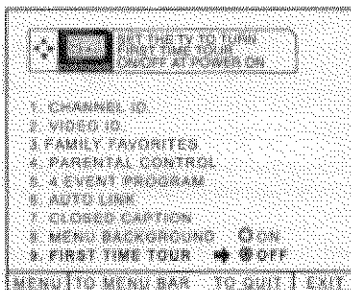 SET THE TV TO TURN
FIRST TIME TOUR
ON/OFF AT POWER ON
1. CHANNEL ID
2. VIDEO ID
3. FAMILY FAVORITES
4. PARENTAL CONTROL
5. 4 EVENT PROGRAM
6. AUTO LINK
7. CLOSED CAPTION
8. MENU BACKGROUND ON
9. FIRST TIME TOUR OFF
MENU TO MENU BAR TO QUIT EXIT